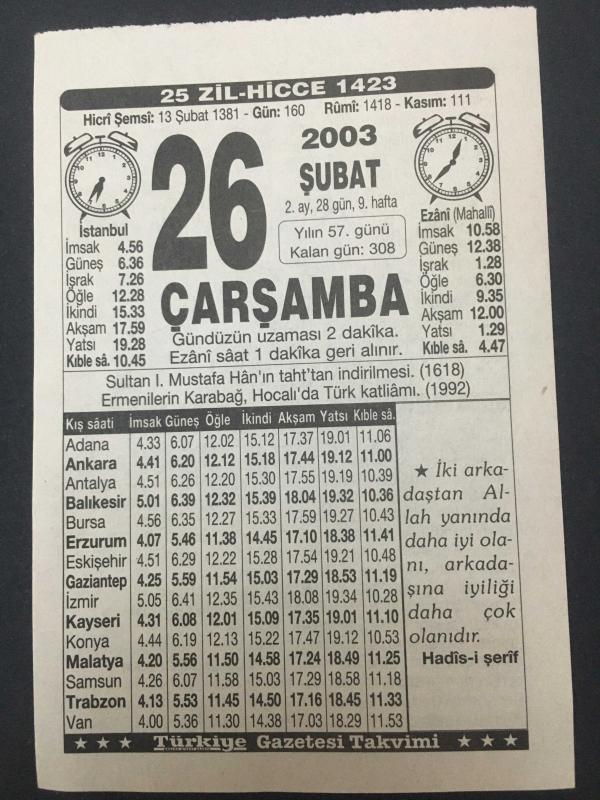 25 ZİL-HİCCE 1423
Hicrî Şemsî: 13 Şubat 1381 - Gün: 160 Rûmî: 1418 - Kasım: 111
26
2003
ŞUBAT
2. ay, 28 gün, 9. hafta
Yılın 57. günü
Kalan gün: 308
ÇARŞAMBA
Gündüzün uzaması 2 dakîka.
Ezânî sâat 1 dakîka geri alınır.
İstanbul
İmsak 4.56
Güneş 6.36
İşrak 7.26
Öğle 12.28
İkindi 15.33
Akşam 17.59
Yatsı 19.28
Kıble sâ. 10.45
Ezânî (Mahallî)
İmsak 10.58
Güneş 12.38
İşrak 1.28
Öğle 6.30
İkindi 9.35
Akşam 12.00
Yatsı 1.29
Kıble sâ. 4.47
Sultan I. Mustafa Hân'ın taht'tan indirilmesi. (1618)
Ermenilerin Karabağ, Hocalı'da Türk katliâmı. (1992)
Kış sâati İmsak Güneş Öğle İkindi Akşam Yatsı Kıble sâ.
Adana 4.33 6.07 12.02 15.12 17.37 19.01 11.06
Ankara 4.41 6.20 12.12 15.18 17.44 19.12 11.00
Antalya 4.51 6.26 12.20 15.30 17.55 19.19 10.39
Balıkesir 5.01 6.39 12.32 15.39 18.04 19.32 10.36
Bursa 4.56 6.35 12.27 15.33 17.59 19.27 10.43
Erzurum 4.07 5.46 11.38 14.45 17.10 18.38 11.41
Eskişehir 4.51 6.29 12.22 15.28 17.54 19.21 10.48
Gaziantep 4.25 5.59 11.54 15.03 17.29 18.53 11.19
İzmir 5.05 6.41 12.35 15.43 18.08 19.34 10.28
Kayseri 4.31 6.08 12.01 15.09 17.35 19.01 11.10
Konya 4.44 6.19 12.13 15.22 17.47 19.12 10.53
Malatya 4.20 5.56 11.50 14.58 17.24 18.49 11.25
Samsun 4.26 6.07 11.58 15.03 17.29 18.58 11.18
Trabzon 4.13 5.53 11.45 14.50 17.16 18.45 11.33
Van 4.00 5.36 11.30 14.38 17.03 18.29 11.53
★ İki arka-
daştan Al-
lah yanında
daha iyi ola-
nı, arkada-
şına iyiliği
daha çok
olanıdır.
Hadîs-i şerîf
★ ★ ★ Türkiye Gazetesi Takvimi ★ ★ ★